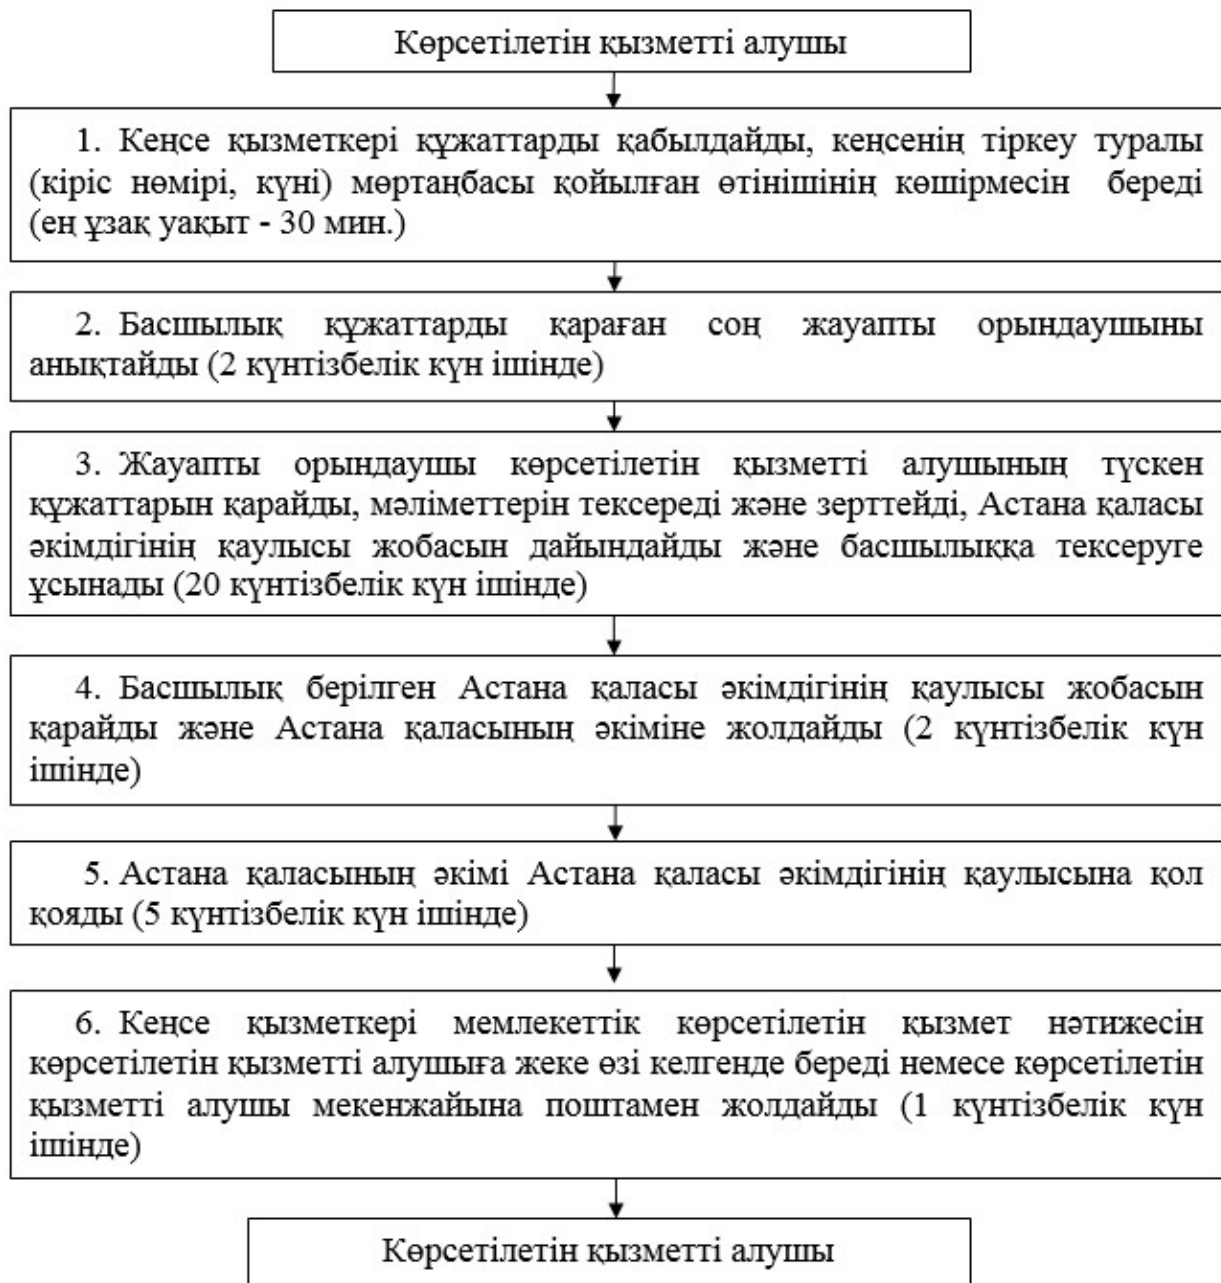 Көрсетілетін қызметті алушы
1. Кеңсе қызметкері құжаттарды қабылдайды, кеңсенің тіркеу туралы
(кіріс нөмірі, күні) мөртаңбасы қойылған өтінішінің көшірмесін береді
(ең ұзақ уақыт - 30 мин.)
2. Басшылық құжаттарды қараған соң жауапты орындаушыны
анықтайды (2 күнтізбелік күн ішінде)
3. Жауапты орындаушы көрсетілетін қызметті алушының түскен
құжаттарын қарайды, мәліметтерін тексереді және зерттейді, Астана қаласы
әкімдігінің қаулысы жобасын дайындайды және басшылыққа тексеруге
ұсынады (20 күнтізбелік күн ішінде)
4. Басшылық берілген Астана қаласы әкімдігінің қаулысы жобасын
қарайды және Астана қаласының әкіміне жолдайды (2 күнтізбелік күн
ішінде)
5. Астана қаласының әкімі Астана қаласы әкімдігінің қаулысына қол
қояды (5 күнтізбелік күн ішінде)
6. Кеңсе қызметкері мемлекеттік көрсетілетін қызмет нәтижесін
көрсетілетін қызметті алушыға жеке өзі келгенде береді немесе көрсетілетін
қызметті алушы мекенжайына поштамен жолдайды (1 күнтізбелік күн
ішінде)
Көрсетілетін қызметті алушы